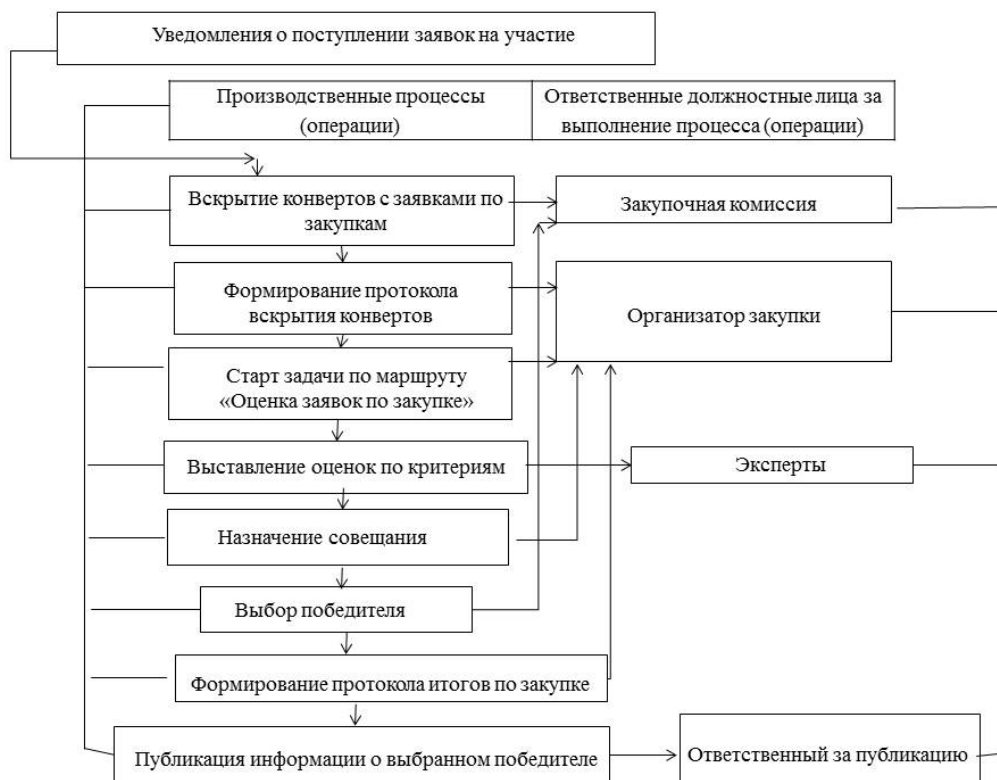 Уведомления о поступлении заявок на участие
Производственные процессы
(операции)
Ответственные должностные лица за
выполнение процесса (операции)
Вскрытие конвертов с заявками по
закупкам
Закупочная комиссия
Формирование протокола
вскрытия конвертов
Организатор закупки
Старт задачи по маршруту
«Оценка заявок по закупке»
Выставление оценок по критериям
Эксперты
Назначение совещания
Выбор победителя
Формирование протокола итогов по закупке
Публикация информации о выбранном победителе
Ответственный за публикацию